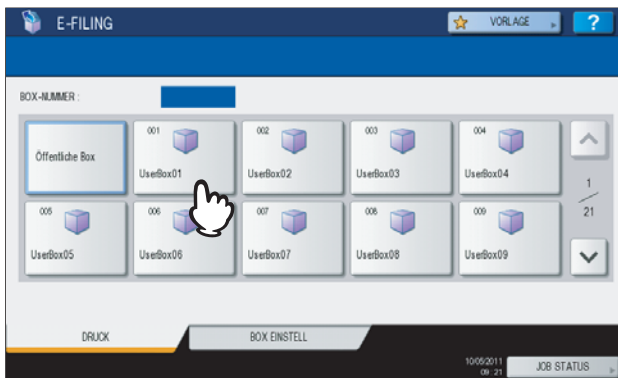 E-FILING
VORLAGE
?
BOX-NUMMER :
Öffentliche Box
001
UserBox01
002
UserBox02
003
UserBox03
004
UserBox04
1
21
005
UserBox05
006
UserBox06
007
UserBox07
008
UserBox08
009
UserBox09
DRUCK
BOX EINSTELL
10/05/2011
09 : 21
JOB STATUS